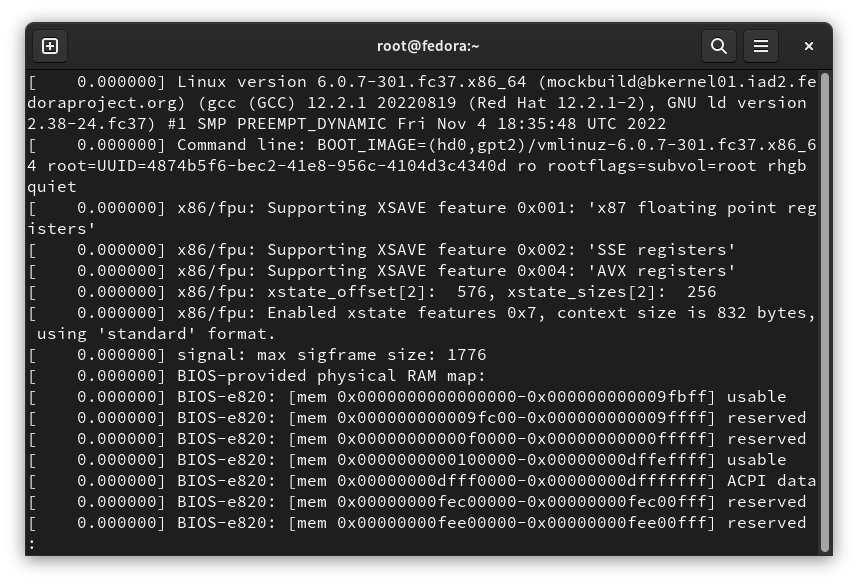 root@fedora:~
[    0.000000] Linux version 6.0.7-301.fc37.x86_64 (mockbuild@bkernel01.iad2.fe
doraproject.org) (gcc (GCC) 12.2.1 20220819 (Red Hat 12.2.1-2), GNU ld version
2.38-24.fc37) #1 SMP PREEMPT_DYNAMIC Fri Nov 4 18:35:48 UTC 2022
[    0.000000] Command line: BOOT_IMAGE=(hd0,gpt2)/vmlinuz-6.0.7-301.fc37.x86_6
4 root=UUID=4874b5f6-bec2-41e8-956c-4104d3c4340d ro rootflags=subvol=root rhgb
quiet
[    0.000000] x86/fpu: Supporting XSAVE feature 0x001: 'x87 floating point reg
isters'
[    0.000000] x86/fpu: Supporting XSAVE feature 0x002: 'SSE registers'
[    0.000000] x86/fpu: Supporting XSAVE feature 0x004: 'AVX registers'
[    0.000000] x86/fpu: xstate_offset[2]:  576, xstate_sizes[2]:  256
[    0.000000] x86/fpu: Enabled xstate features 0x7, context size is 832 bytes,
 using 'standard' format.
[    0.000000] signal: max sigframe size: 1776
[    0.000000] BIOS-provided physical RAM map:
[    0.000000] BIOS-e820: [mem 0x0000000000000000-0x000000000009fbff] usable
[    0.000000] BIOS-e820: [mem 0x000000000009fc00-0x000000000009ffff] reserved
[    0.000000] BIOS-e820: [mem 0x00000000000f0000-0x00000000000fffff] reserved
[    0.000000] BIOS-e820: [mem 0x0000000000100000-0x00000000dffeffff] usable
[    0.000000] BIOS-e820: [mem 0x00000000dfff0000-0x00000000dfffffff] ACPI data
[    0.000000] BIOS-e820: [mem 0x00000000fec00000-0x00000000fec00fff] reserved
[    0.000000] BIOS-e820: [mem 0x00000000fee00000-0x00000000fee00fff] reserved
: